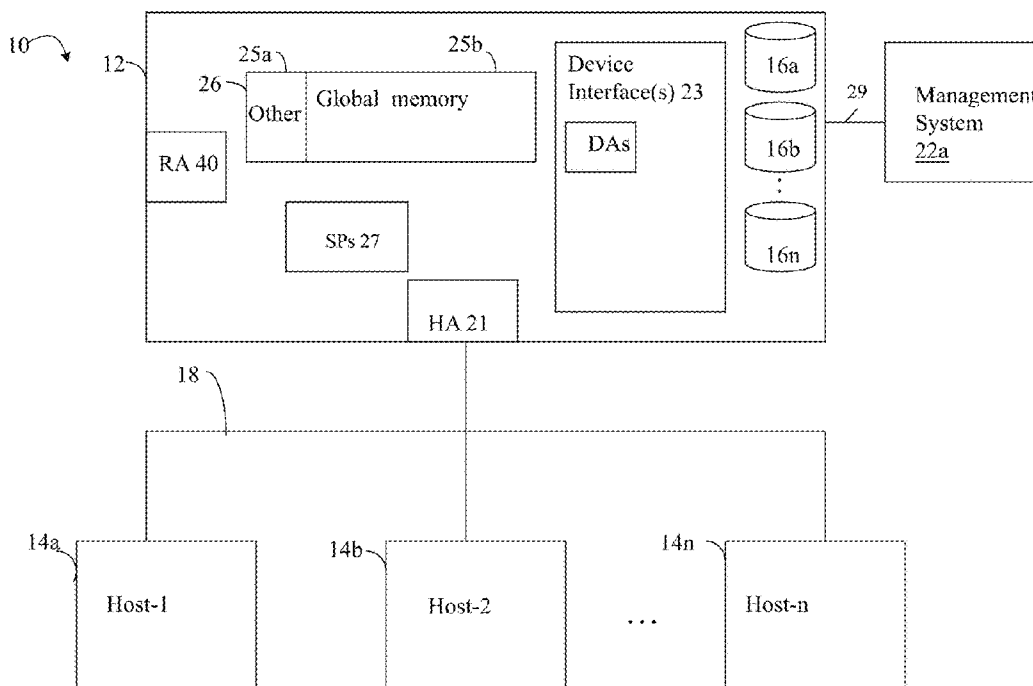 10
12
25a
25b
26
Other
Global memory
Device
Interface(s) 23
DAs
16a
16b
16n
29
Management
System
22a
RA 40
SPs 27
HA 21
18
14a
14b
14n
Host-1
Host-2
...
Host-n